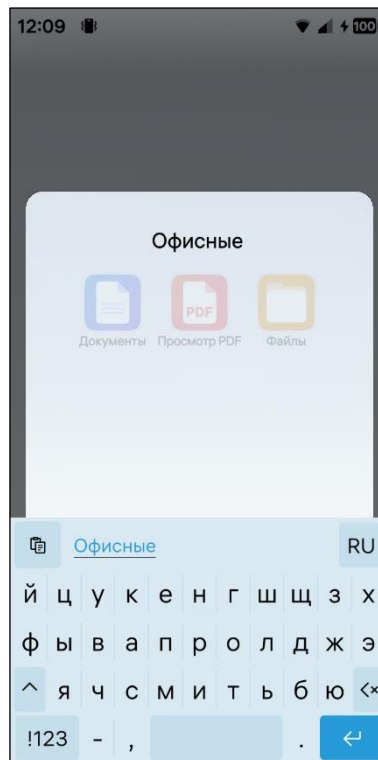 12:09 100
Офисные
PDF
Документы Просмотр PDF Файлы
Офисные RU
й ц у к е н г ш щ з х
ф ы в а п р о л д ж э
я ч с м и т ь б ю
!123 - , .